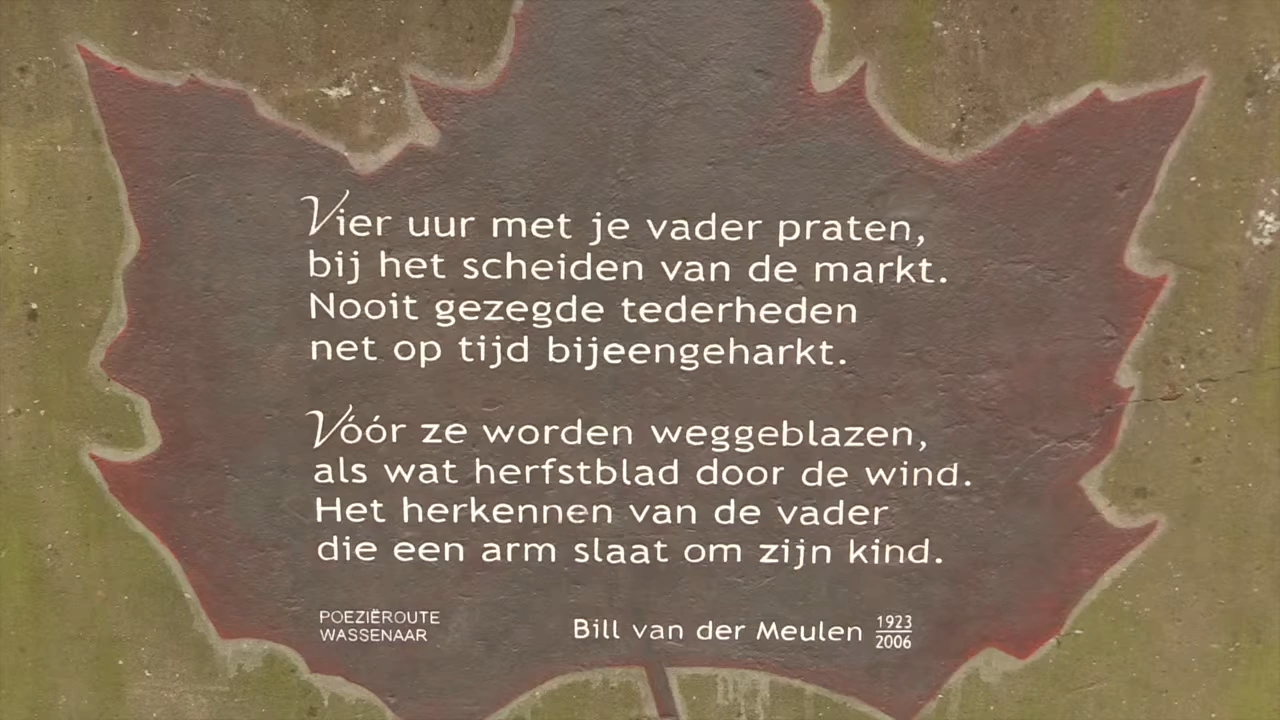 Vier uur met je vader praten,
bij het scheiden van de markt.
Nooit gezegde tederheden
net op tijd bijeengeharkt.
Vóór ze worden weggeblazen,
als wat herfstblad door de wind.
Het herkennen van de vader
die een arm slaat om zijn kind.
POEZIËROUTE
WASSENAAR
Bill van der Meulen 1923
2006